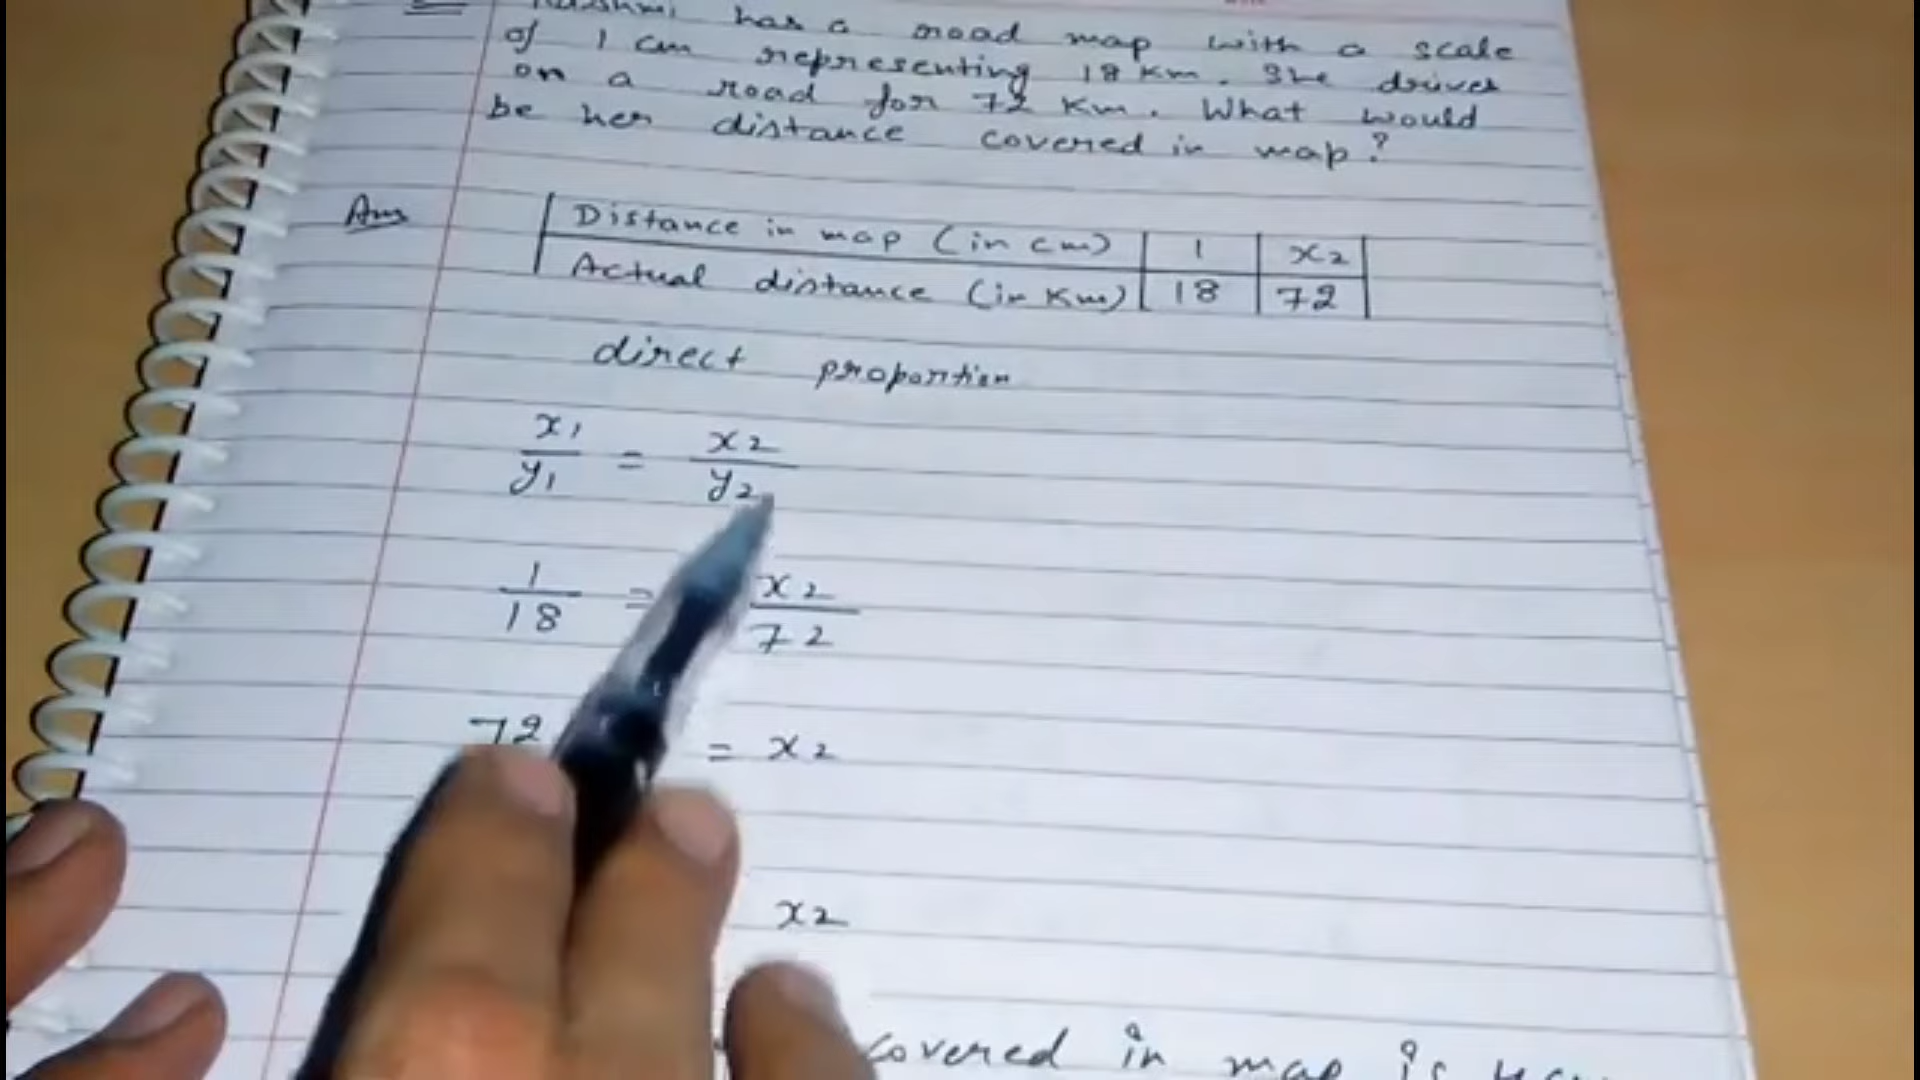 has a road map with a scale
of 1 cm representing 18 Km. She drives
on a road for 72 Km. What would
be her distance covered in map?
Ans
Distance in map (in cm) | 1 | x2
Actual distance (in Km) | 18 | 72
direct proportion
x1/y1 = x2/y2
1/18 = x2/72
72 = x2
x2
covered in map is